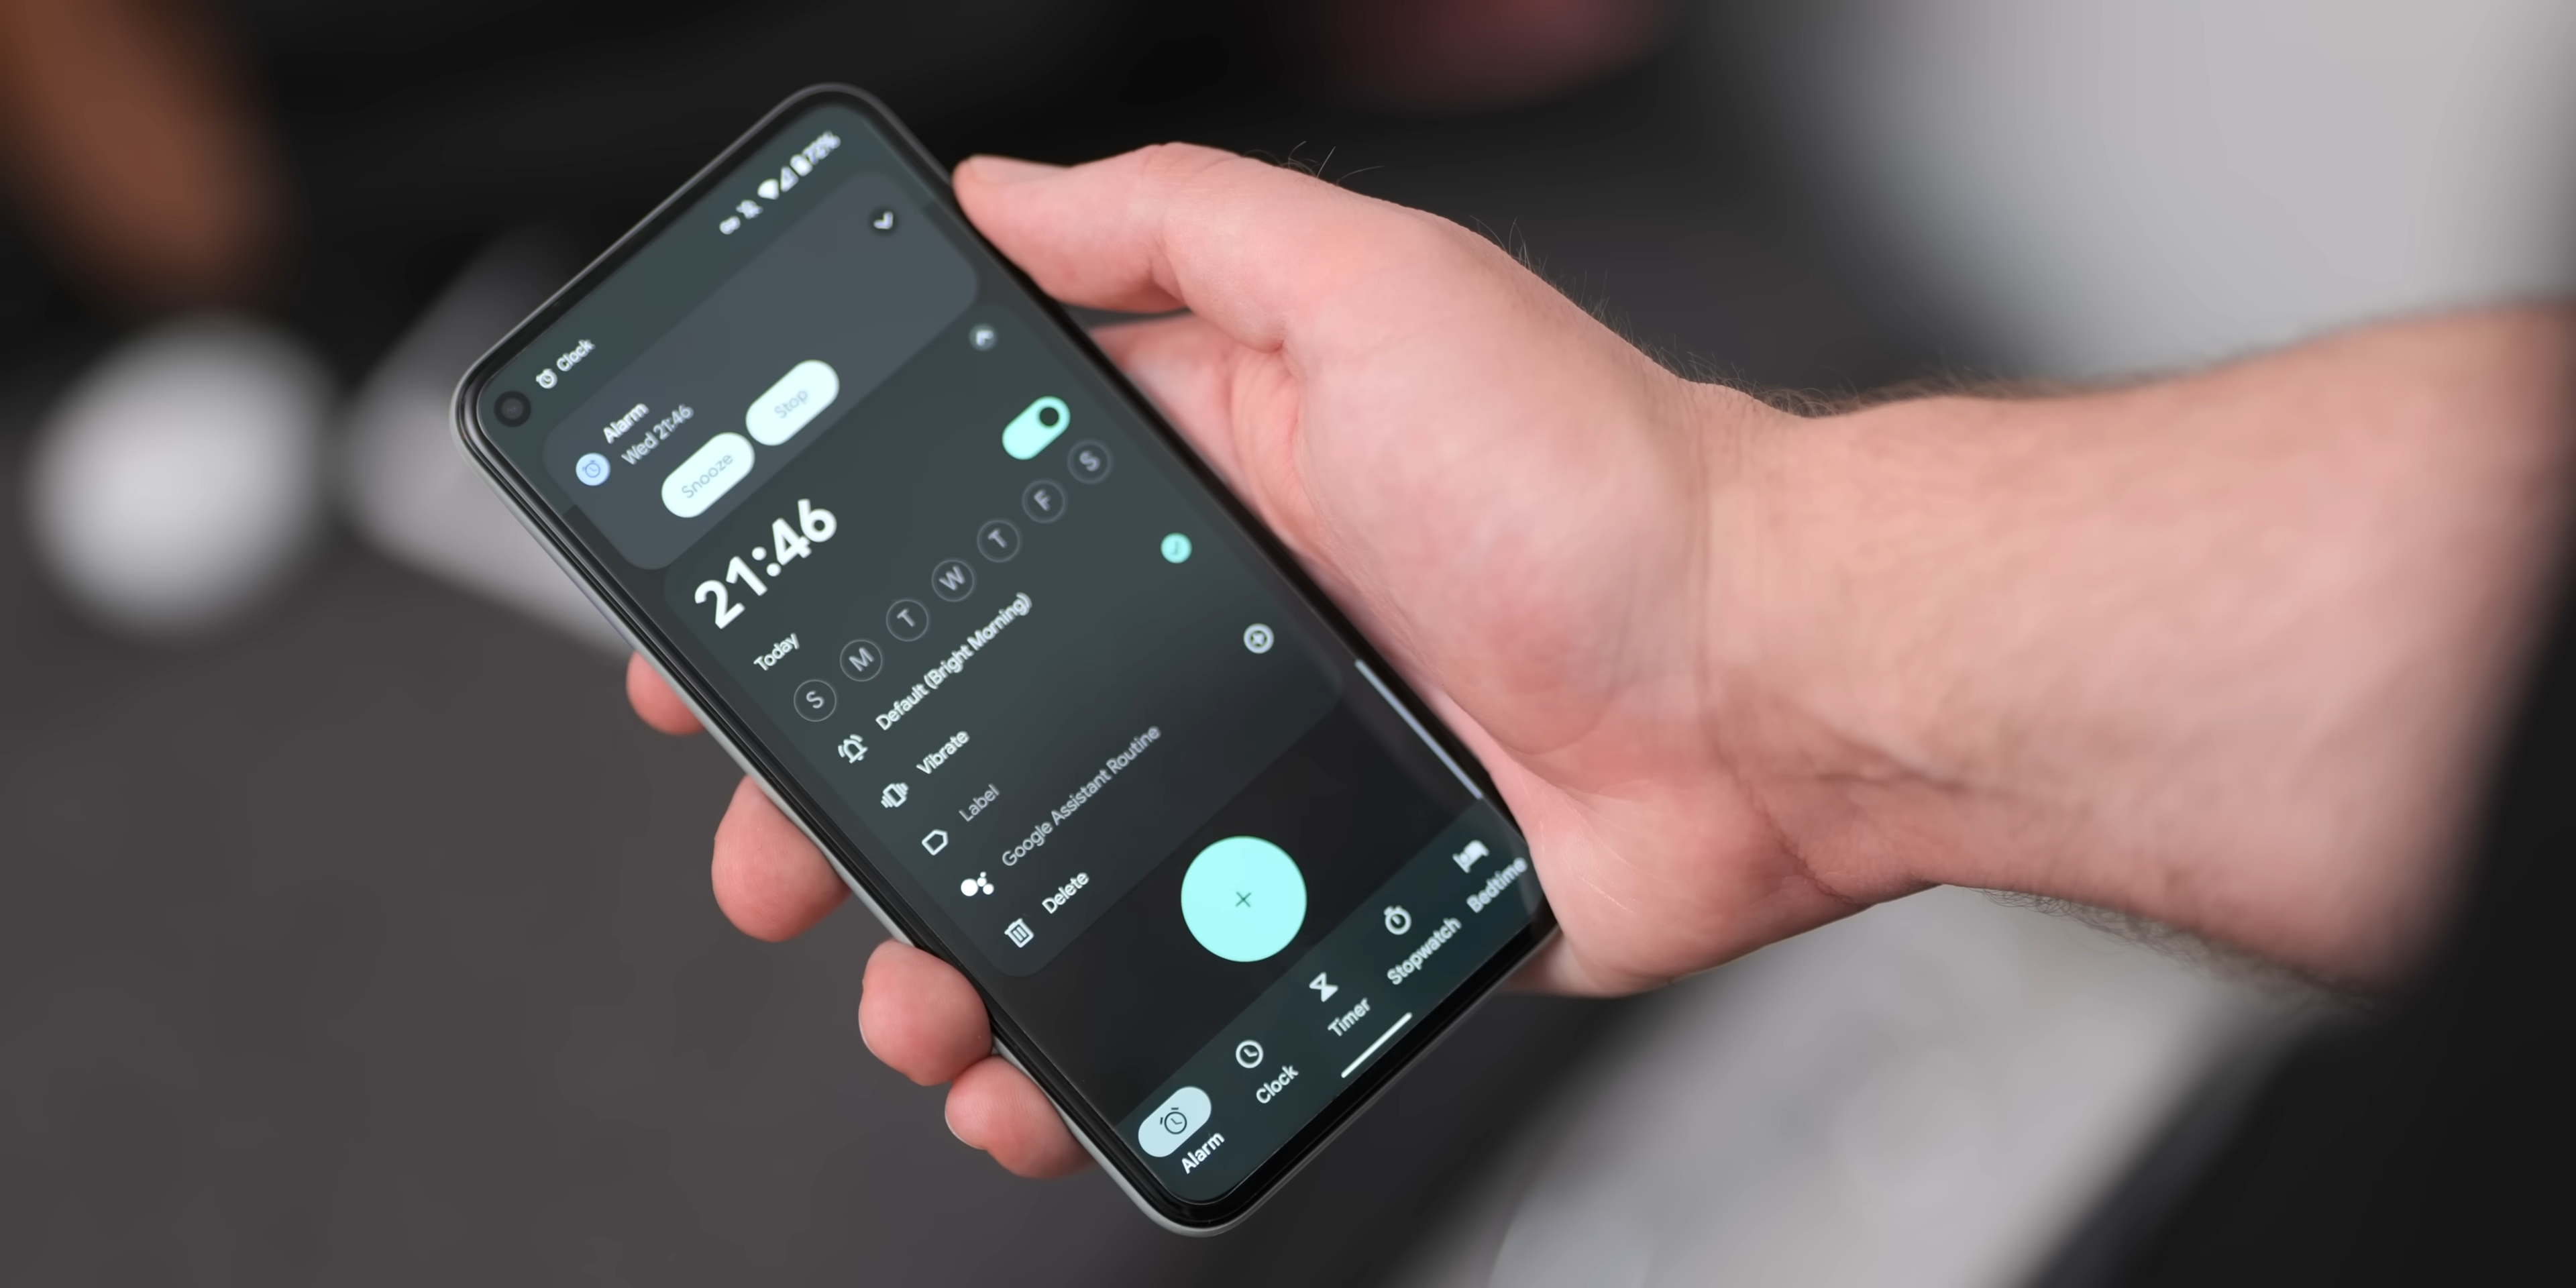 Clock
72%
Alarm
Wed 21:46
Snooze Stop
21:46
Today
S M T W T F S
Default (Bright Morning)
Vibrate
Label
Google Assistant Routine
Delete
Alarm Clock Timer Stopwatch Bedtime